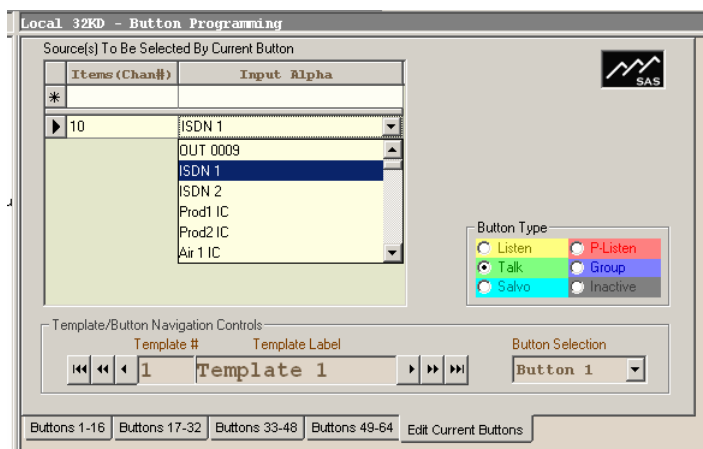 Local 32KD - Button Programming
Source(s) To Be Selected By Current Button
Items(Chan#) Input Alpha
SAS
*
10 ISDN 1
OUT 0009
ISDN 1
ISDN 2
Prod1 IC
Prod2 IC
Air 1 IC
Button Type
Listen P-Listen
Talk Group
Salvo Inactive
Template/Button Navigation Controls
Template # Template Label Button Selection
1 Template 1 Button 1
Buttons 1-16 Buttons 17-32 Buttons 33-48 Buttons 49-64 Edit Current Buttons